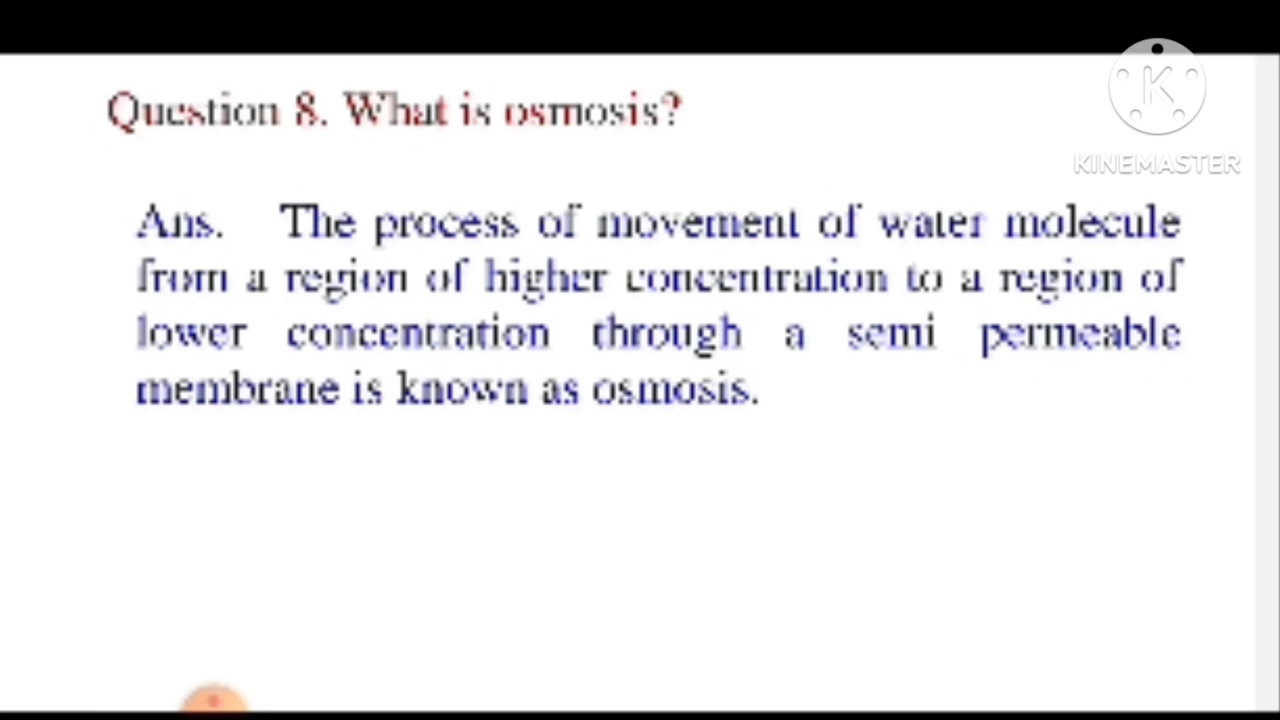 Question 8. What is osmosis?
KINEMASTER
Ans. The process of movement of water molecule
from a region of higher concentration to a region of
lower concentration through a semi permeable
membrane is known as osmosis.